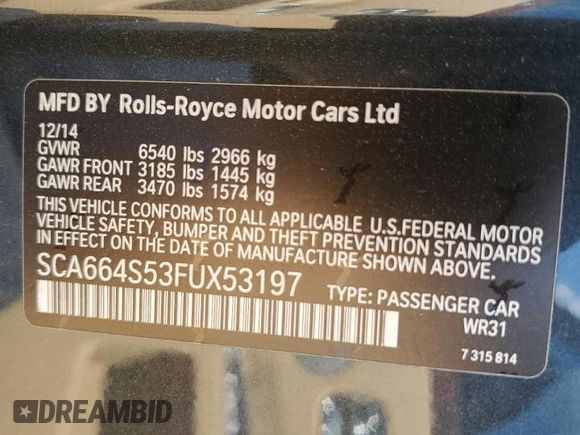 MFD BY Rolls-Royce Motor Cars Ltd
12/14
GVWR 6540 lbs 2966 kg
GAWR FRONT 3185 lbs 1445 kg
GAWR REAR 3470 lbs 1574 kg
THIS VEHICLE CONFORMS TO ALL APPLICABLE U.S.FEDERAL MOTOR
VEHICLE SAFETY, BUMPER AND THEFT PREVENTION STANDARDS
IN EFFECT ON THE DATE OF MANUFACTURE SHOWN ABOVE.
SCA664S53FUX53197
TYPE: PASSENGER CAR
WR31
7 315 814
DREAMBID